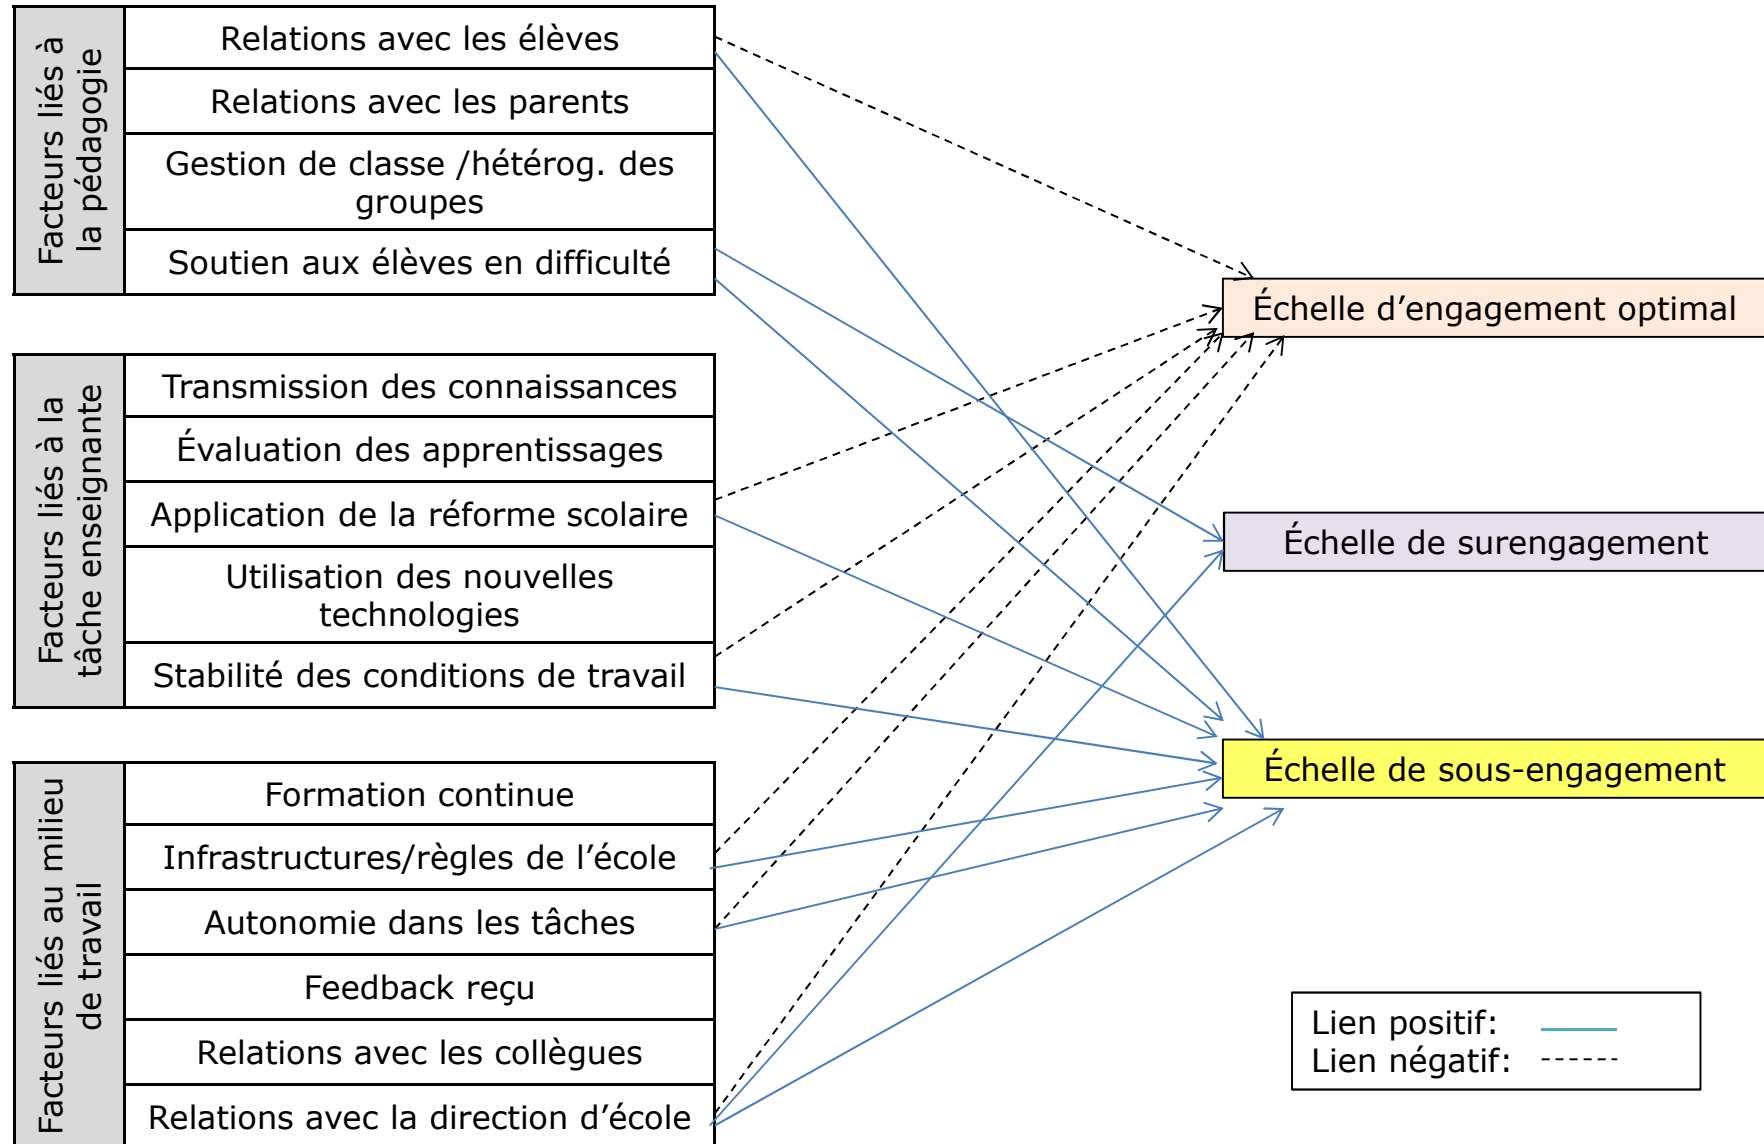 Facteurs liés à
la pédagogie
Relations avec les élèves
Relations avec les parents
Gestion de classe /hétérog. des
groupes
Soutien aux élèves en difficulté
Facteurs liés à la
tâche enseignante
Transmission des connaissances
Évaluation des apprentissages
Application de la réforme scolaire
Utilisation des nouvelles
technologies
Stabilité des conditions de travail
Facteurs liés au milieu
de travail
Formation continue
Infrastructures/règles de l’école
Autonomie dans les tâches
Feedback reçu
Relations avec les collègues
Relations avec la direction d’école
Échelle d’engagement optimal
Échelle de surengagement
Échelle de sous-engagement
Lien positif:
Lien négatif: